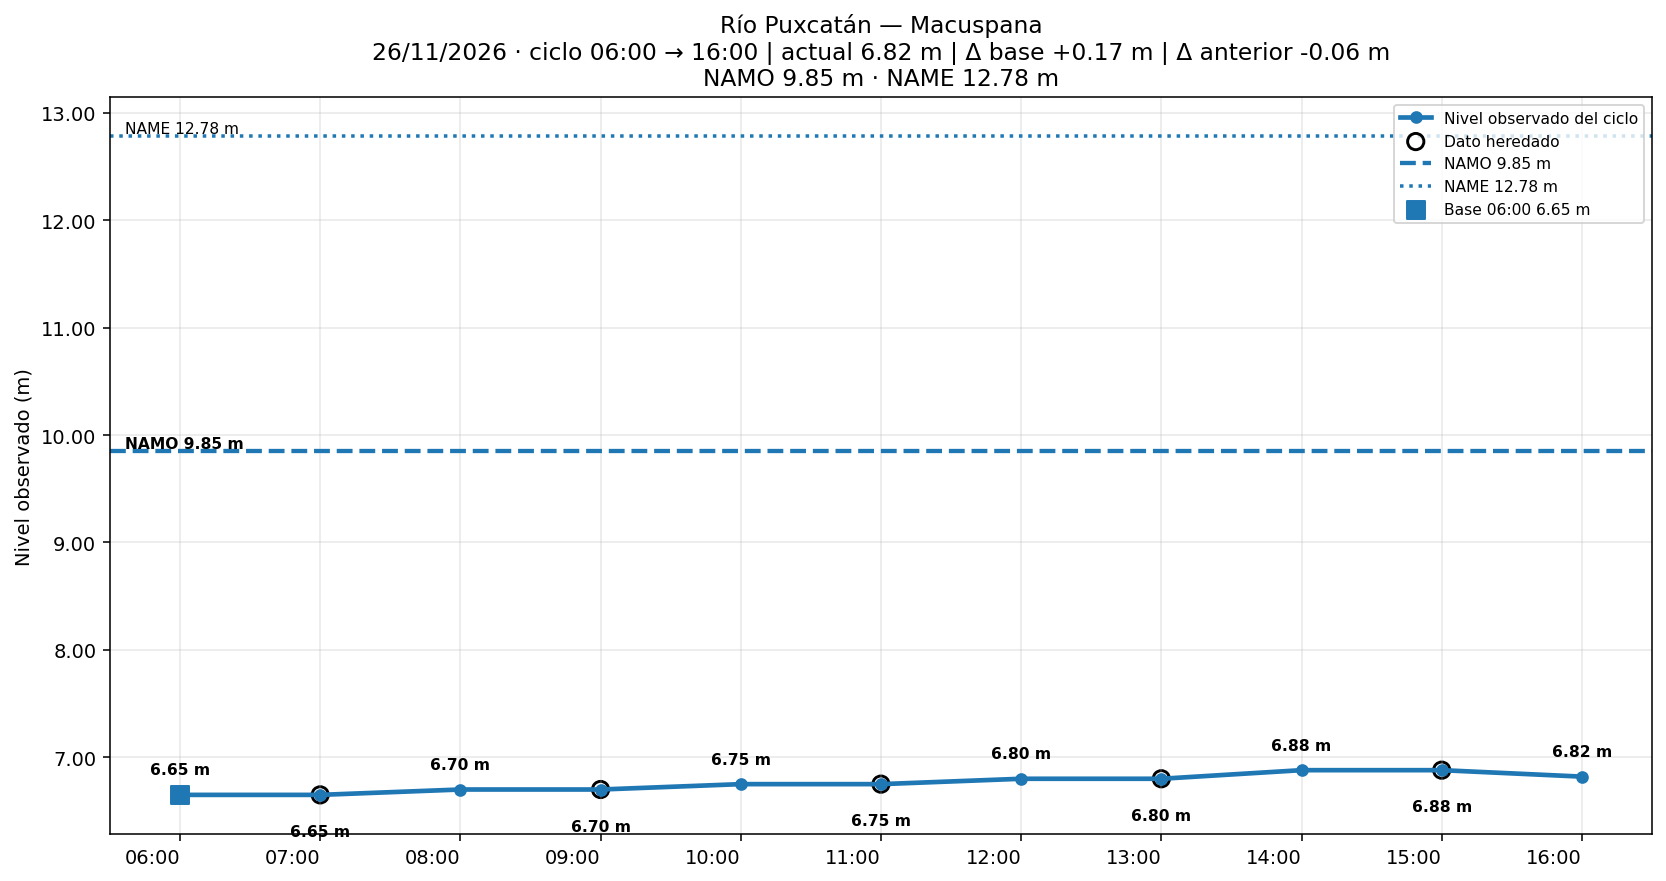 Río Puxcatán — Macuspana
26/11/2026 · ciclo 06:00 → 16:00 | actual 6.82 m | Δ base +0.17 m | Δ anterior -0.06 m
NAMO 9.85 m · NAME 12.78 m
Nivel observado (m)
13.00
12.00
11.00
10.00
9.00
8.00
7.00
NAME 12.78 m
NAMO 9.85 m
Nivel observado del ciclo
Dato heredado
NAMO 9.85 m
NAME 12.78 m
Base 06:00 6.65 m
6.65 m
6.65 m
6.70 m
6.70 m
6.75 m
6.75 m
6.80 m
6.80 m
6.88 m
6.88 m
6.82 m
06:00
07:00
08:00
09:00
10:00
11:00
12:00
13:00
14:00
15:00
16:00